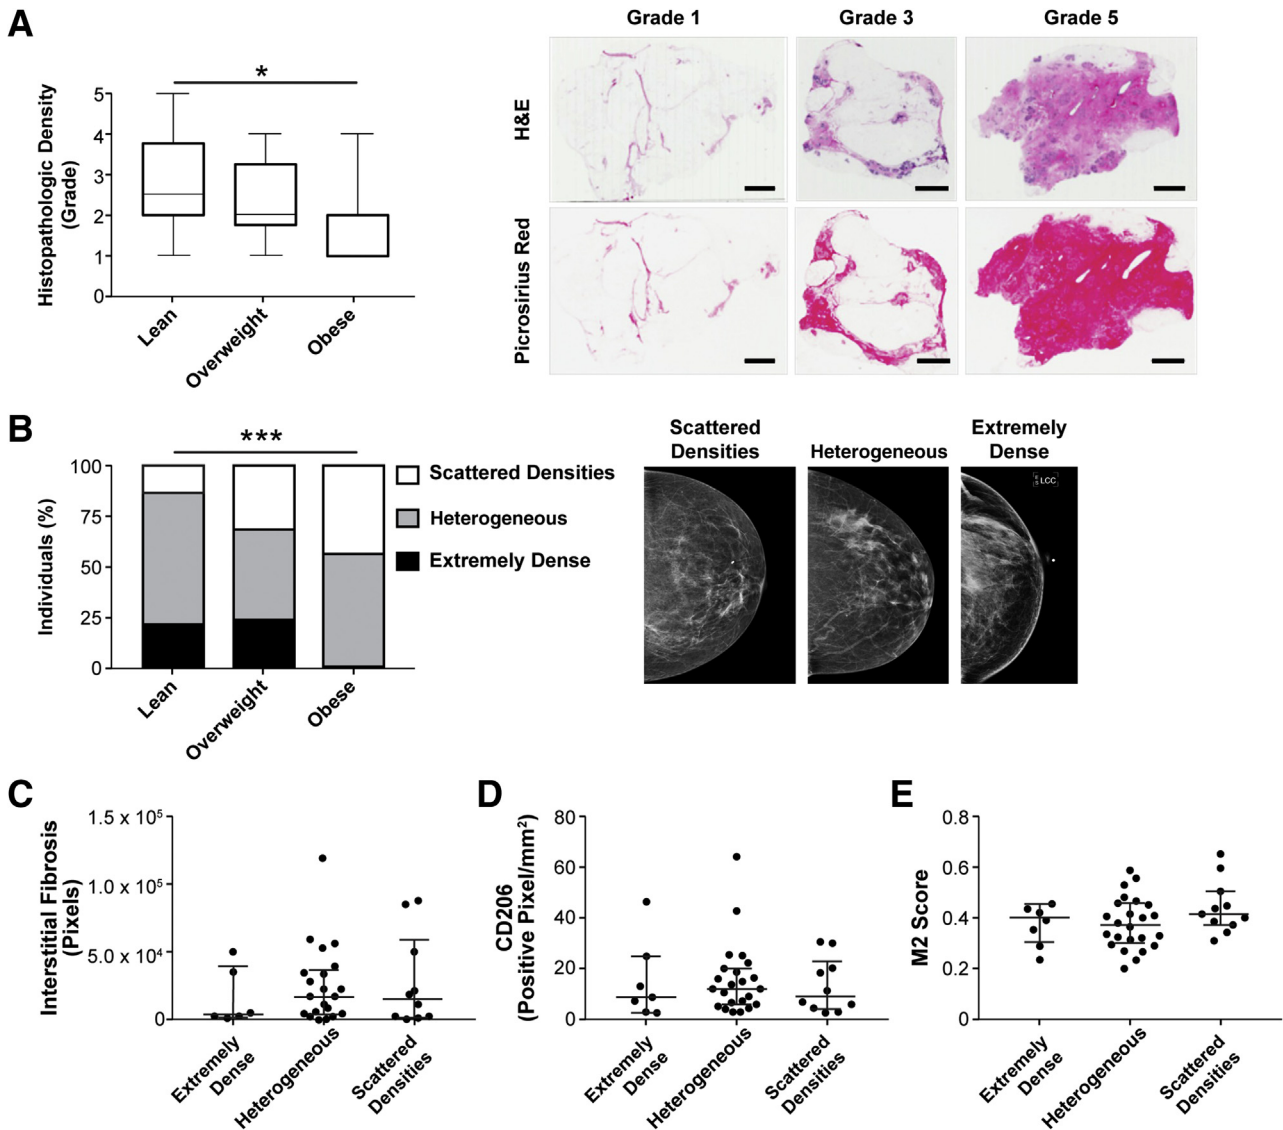 A
Grade 1
Grade 3
Grade 5
Histopathologic Density
(Grade)
5
4
3
2
1
0
*
Lean
Overweight
Obese
H&E
Picrosirius Red
B
Individuals (%)
100
75
50
25
0
***
Lean
Overweight
Obese
Scattered Densities
Heterogeneous
Extremely Dense
Scattered
Densities
Heterogeneous
Extremely
Dense
LCC
C
Interstitial Fibrosis
(Pixels)
1.5 x 10⁵
1.0 x 10⁵
5.0 x 10⁴
0
Extremely
Dense
Heterogeneous
Scattered
Densities
D
CD206
(Positive Pixel/mm²)
80
60
40
20
0
Extremely
Dense
Heterogeneous
Scattered
Densities
E
M2 Score
0.8
0.6
0.4
0.2
0
Extremely
Dense
Heterogeneous
Scattered
Densities